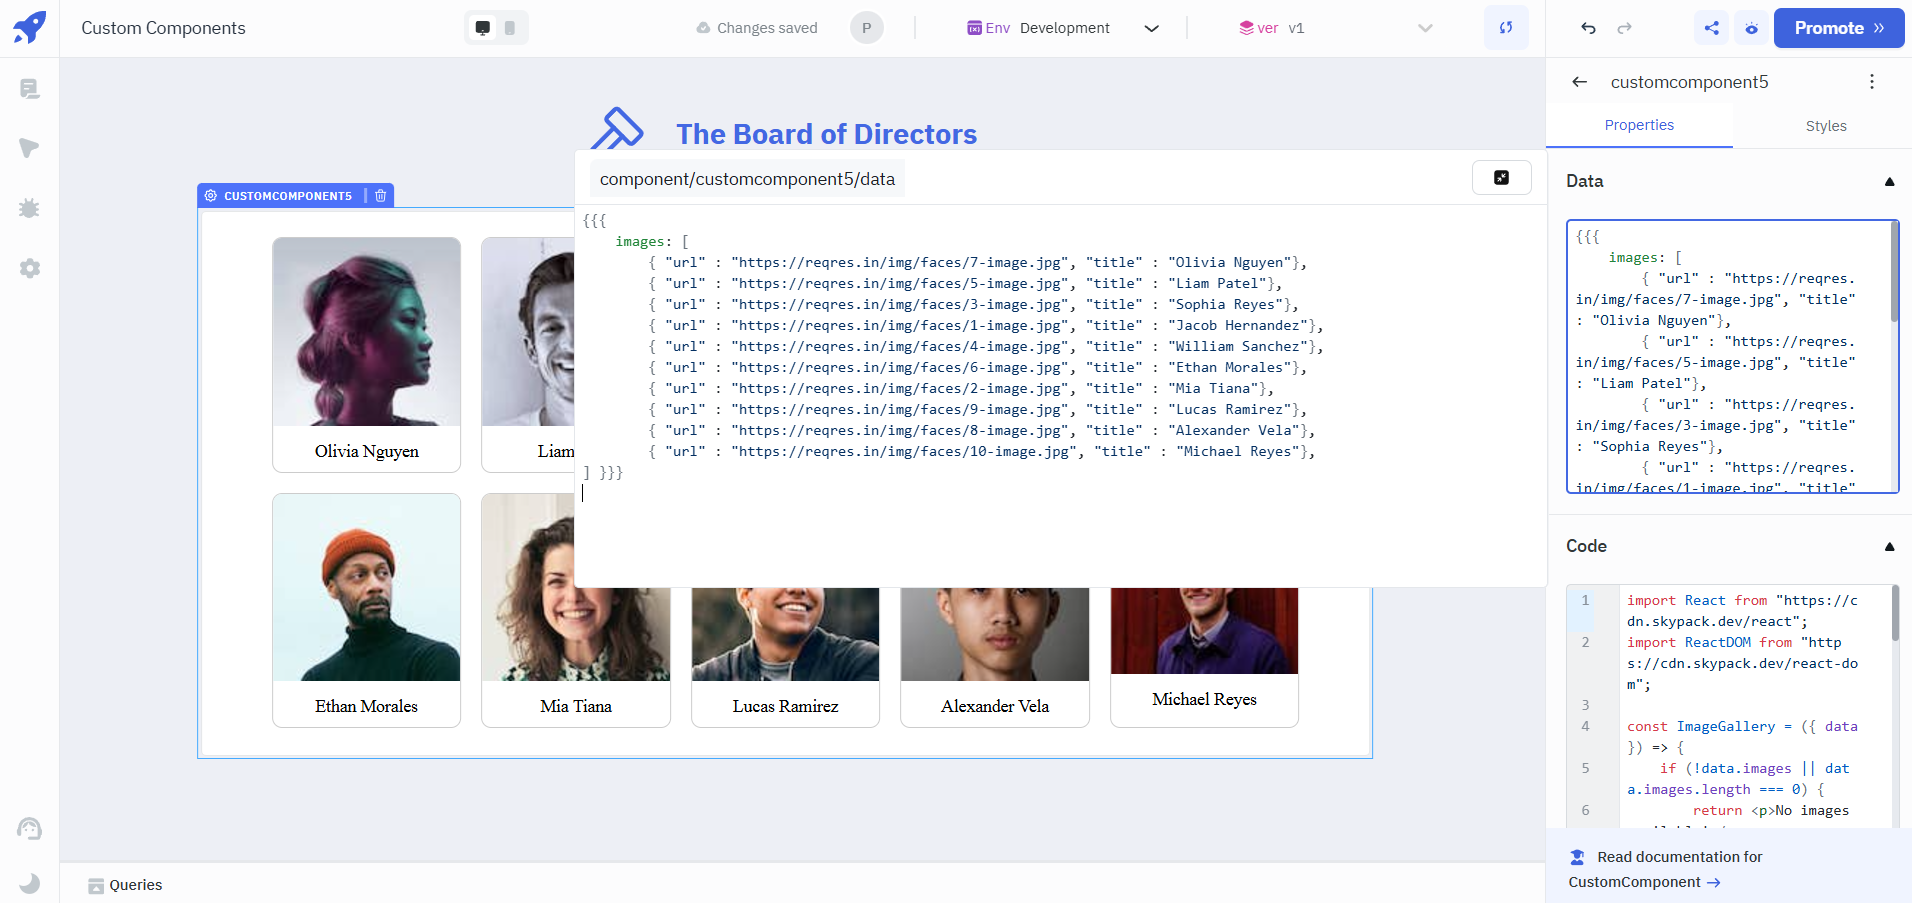 Custom Components
Changes saved
P
Env Development
ver v1
Promote
customcomponent5
Properties
Styles
The Board of Directors
CUSTOMCOMPONENT5
component/customcomponent5/data
{{{
images: [
{ "url" : "https://reqres.in/img/faces/7-image.jpg", "title" : "Olivia Nguyen"},
{ "url" : "https://reqres.in/img/faces/5-image.jpg", "title" : "Liam Patel"},
{ "url" : "https://reqres.in/img/faces/3-image.jpg", "title" : "Sophia Reyes"},
{ "url" : "https://reqres.in/img/faces/1-image.jpg", "title" : "Jacob Hernandez"},
{ "url" : "https://reqres.in/img/faces/4-image.jpg", "title" : "William Sanchez"},
{ "url" : "https://reqres.in/img/faces/6-image.jpg", "title" : "Ethan Morales"},
{ "url" : "https://reqres.in/img/faces/2-image.jpg", "title" : "Mia Tiana"},
{ "url" : "https://reqres.in/img/faces/9-image.jpg", "title" : "Lucas Ramirez"},
{ "url" : "https://reqres.in/img/faces/8-image.jpg", "title" : "Alexander Vela"},
{ "url" : "https://reqres.in/img/faces/10-image.jpg", "title" : "Michael Reyes"},
] }}}
Olivia Nguyen
Liam
Ethan Morales
Mia Tiana
Lucas Ramirez
Alexander Vela
Michael Reyes
Queries
Data
{{{
images: [
{ "url" : "https://reqres.
in/img/faces/7-image.jpg", "title"
: "Olivia Nguyen"},
{ "url" : "https://reqres.
in/img/faces/5-image.jpg", "title"
: "Liam Patel"},
{ "url" : "https://reqres.
in/img/faces/3-image.jpg", "title"
: "Sophia Reyes"},
{ "url" : "https://reqres.
in/img/faces/1-image.jpg", "title"
Code
1 import React from "https://c
dn.skypack.dev/react";
2 import ReactDOM from "http
s://cdn.skypack.dev/react-do
m";
3
4 const ImageGallery = ({ data
}) => {
5 if (!data.images || dat
a.images.length === 0) {
6 return <p>No images
Read documentation for
CustomComponent →